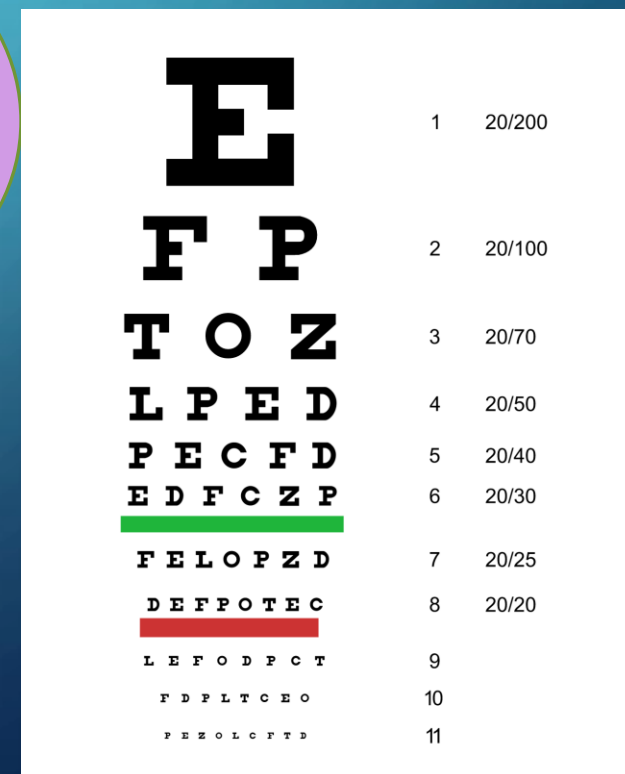 E 1 20/200
F P 2 20/100
T O Z 3 20/70
L P E D 4 20/50
P E C F D 5 20/40
E D F C Z P 6 20/30
F E L O P Z D 7 20/25
D E F P O T E C 8 20/20
L E F O D P C T 9
F D P L T C E O 10
P E Z O L C F T D 11